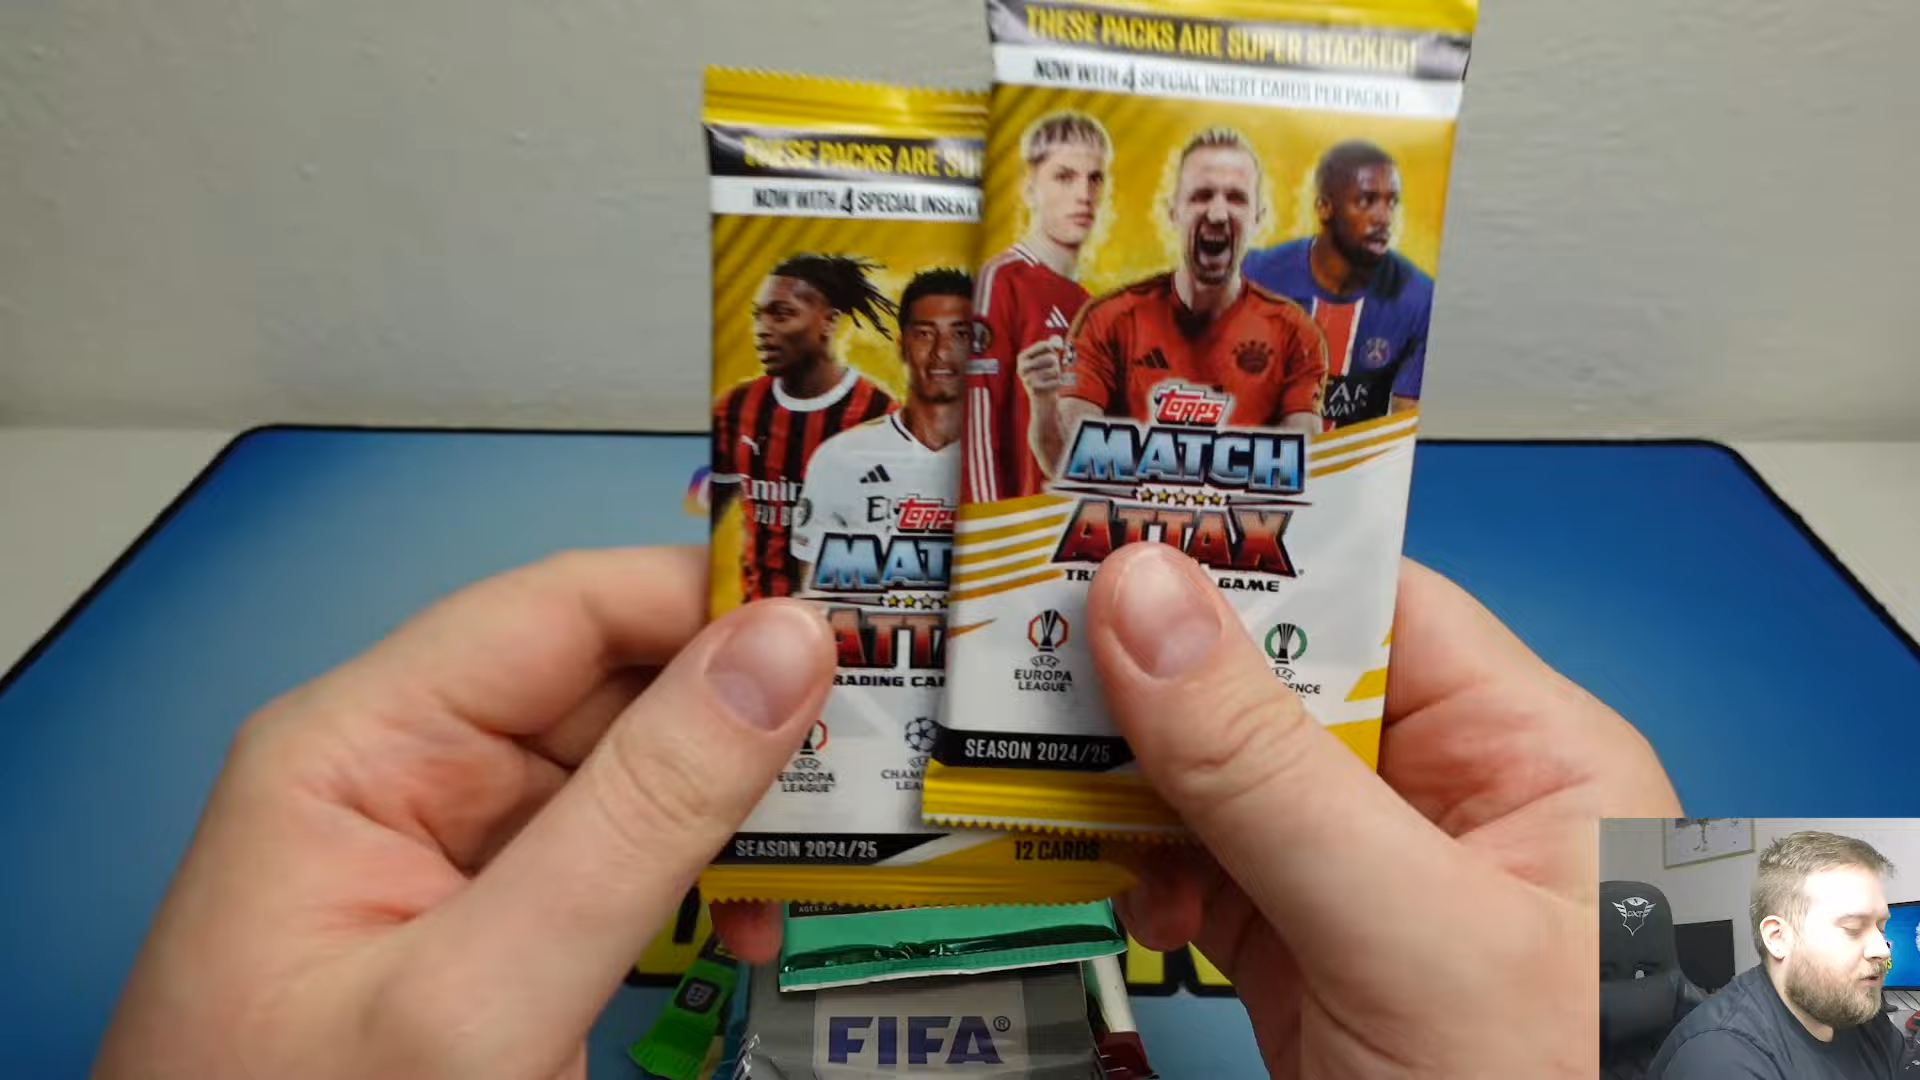 THESE PACKS ARE SUPER STACKED!
NOW WITH 4 SPECIAL INSERT CARDS PER PACKET
TOPPS
MATCH
ATTAX
GAME
UEFA
EUROPA
LEAGUE
SEASON 2024/25
THESE PACKS ARE
NOW WITH 4 SPECIAL INSERT
TOPPS
EUROPA
LEAGUE
SEASON 2024/25
12 CARDS
FIFA®